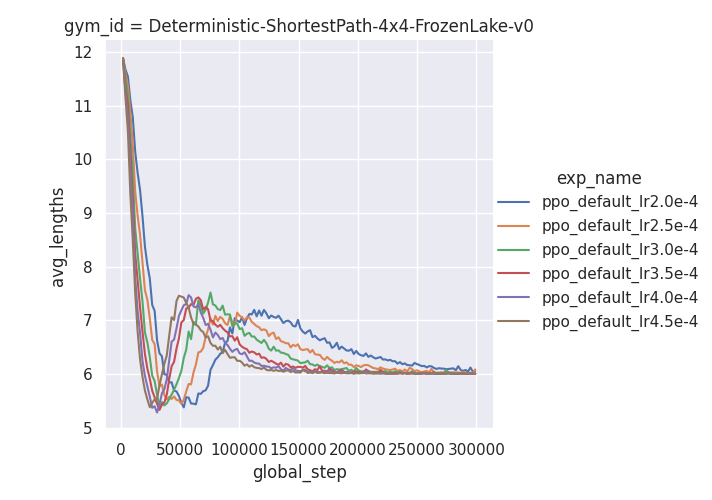 gym_id = Deterministic-ShortestPath-4x4-FrozenLake-v0
12
11
10
9
8
7
6
5
avg_lengths
0 50000 100000 150000 200000 250000 300000
global_step
exp_name
ppo_default_lr2.0e-4
ppo_default_lr2.5e-4
ppo_default_lr3.0e-4
ppo_default_lr3.5e-4
ppo_default_lr4.0e-4
ppo_default_lr4.5e-4